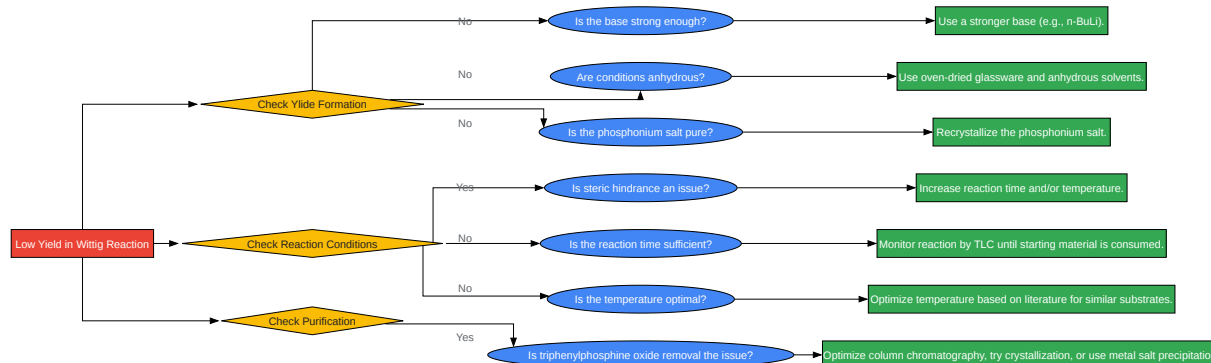 No
Is the base strong enough?
Use a stronger base (e.g., n-BuLi).
No
Are conditions anhydrous?
Use oven-dried glassware and anhydrous solvents.
Check Ylide Formation
No
Is the phosphonium salt pure?
Recrystallize the phosphonium salt.
Yes
Is steric hindrance an issue?
Increase reaction time and/or temperature.
Low Yield in Wittig Reaction
Check Reaction Conditions
No
Is the reaction time sufficient?
Monitor reaction by TLC until starting material is consumed.
No
Is the temperature optimal?
Optimize temperature based on literature for similar substrates.
Check Purification
Yes
Is triphenylphosphine oxide removal the issue?
Optimize column chromatography, try crystallization, or use metal salt precipitatio